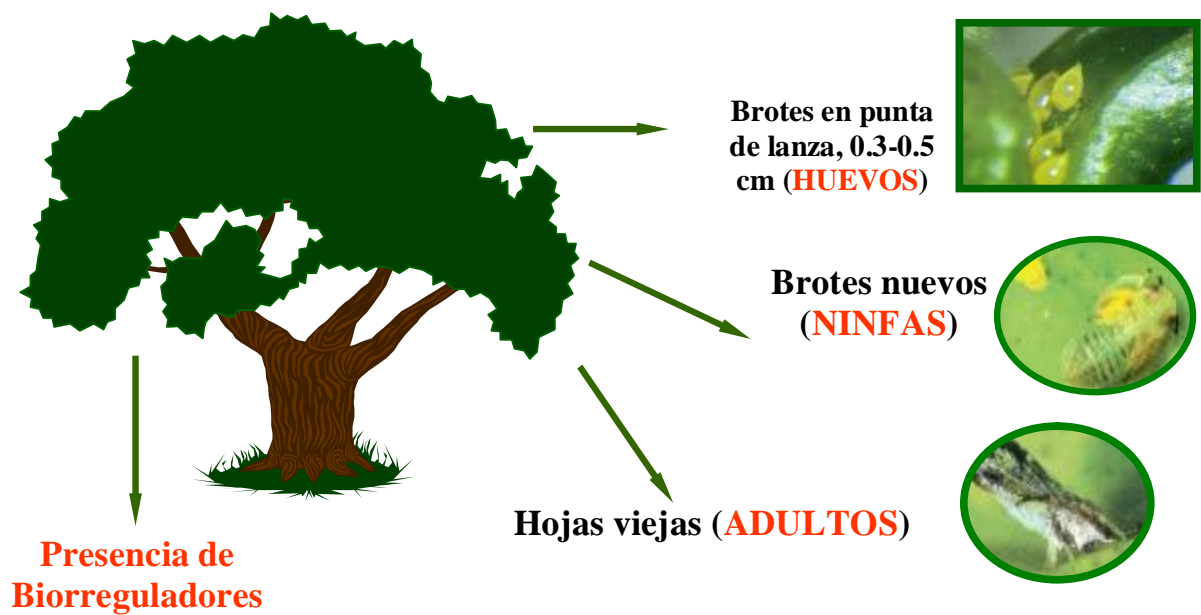 Brotes en punta
de lanza, 0.3-0.5
cm (HUEVOS)
Brotes nuevos
(NINFAS)
Hojas viejas (ADULTOS)
Presencia de
Biorreguladores